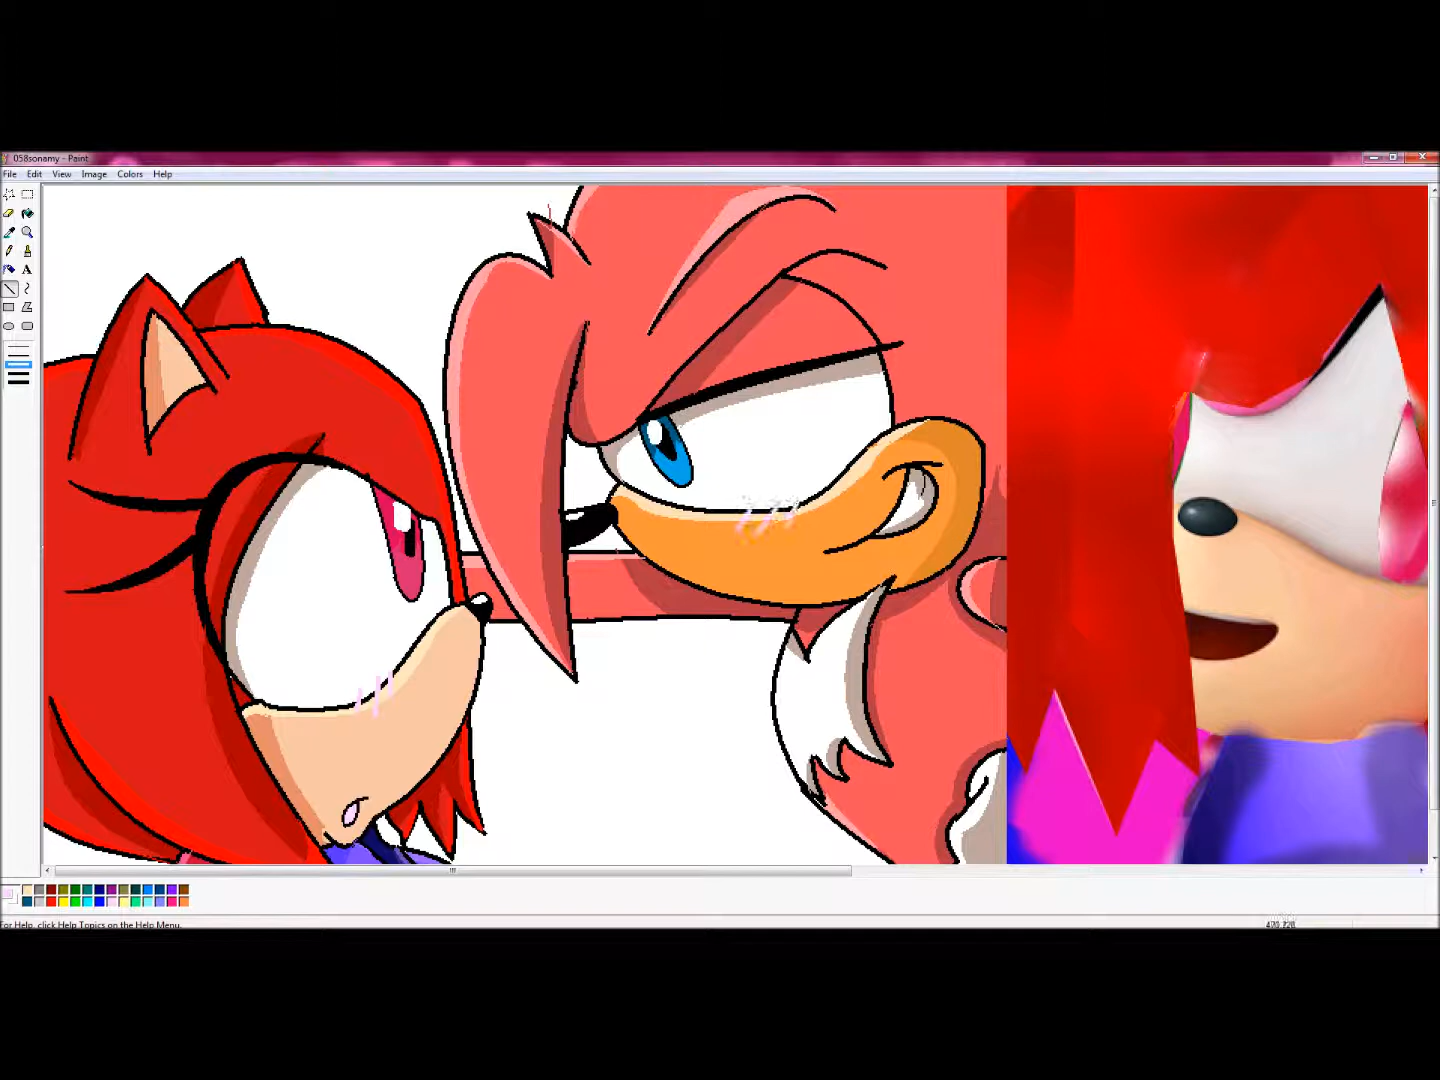 058sonamy - Paint
File Edit View Image Colors Help
A
For Help, click Help Topics on the Help Menu.